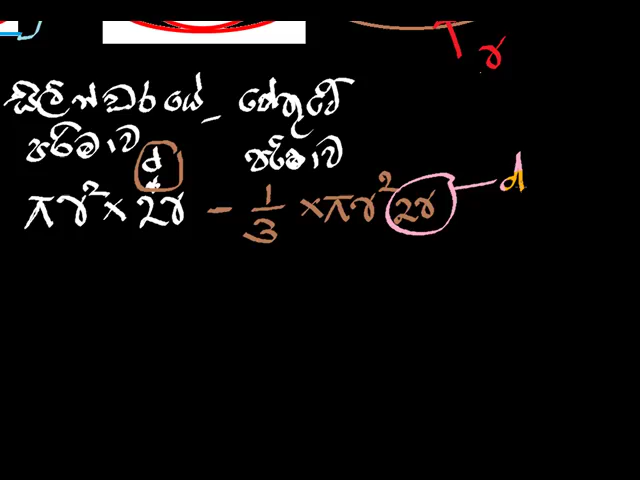 r
සිලින්ඩරයේ - කේතුවේ
පරිමාව පරිමාව
d
πr² × 2r - 1/3 × πr² 2r d